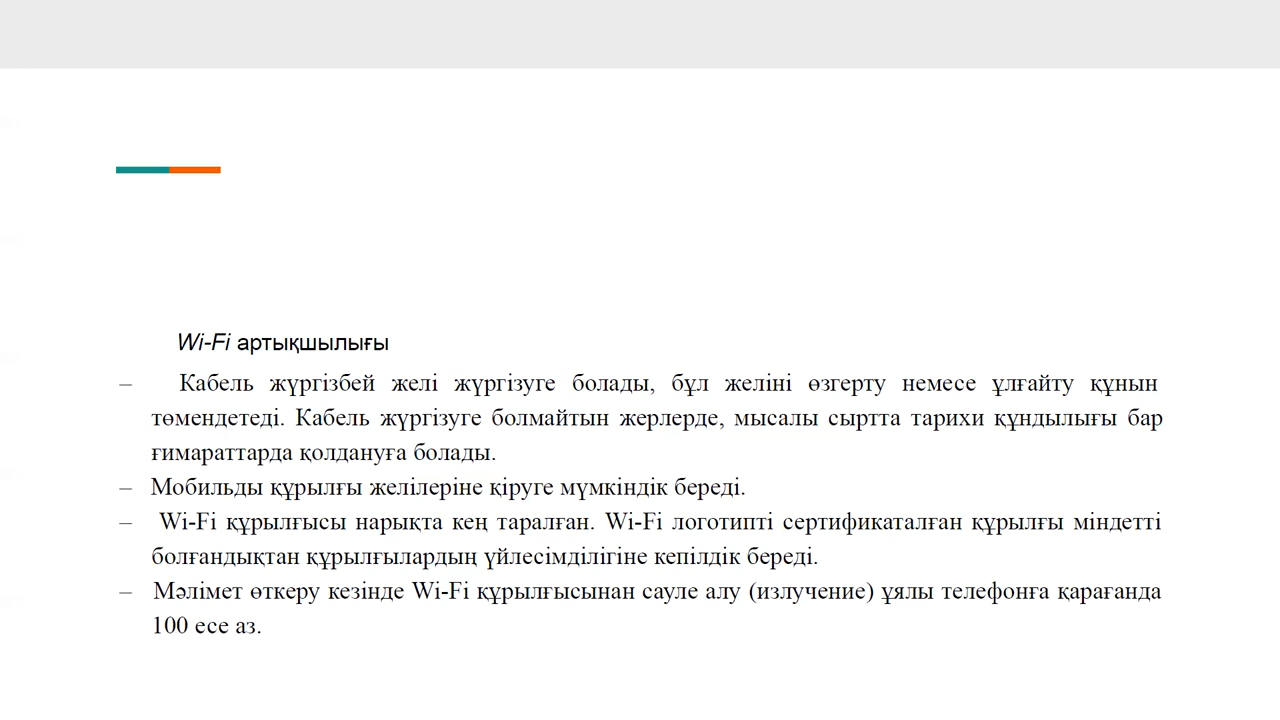 Wi-Fi артықшылығы
– Кабель жүргізбей желі жүргізуге болады, бұл желіні өзгерту немесе ұлғайту құнын
төмендетеді. Кабель жүргізуге болмайтын жерлерде, мысалы сыртта тарихи құндылығы бар
ғимараттарда қолдануға болады.
– Мобильды құрылғы желілеріне қіруге мүмкіндік береді.
– Wi-Fi құрылғысы нарықта кең таралған. Wi-Fi логотипті сертификаталған құрылғы міндетті
болғандықтан құрылғылардың үйлесімділігіне кепілдік береді.
– Мәлімет өткеру кезінде Wi-Fi құрылғысынан сауле алу (излучение) ұялы телефонға қарағанда
100 есе аз.